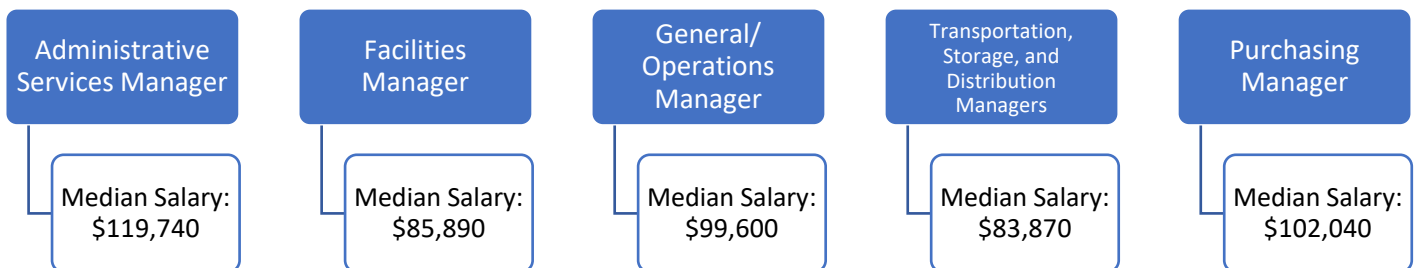 Administrative
Services Manager
Median Salary:
$119,740
Facilities
Manager
Median Salary:
$85,890
General/
Operations
Manager
Median Salary:
$99,600
Transportation,
Storage, and
Distribution
Managers
Median Salary:
$83,870
Purchasing
Manager
Median Salary:
$102,040